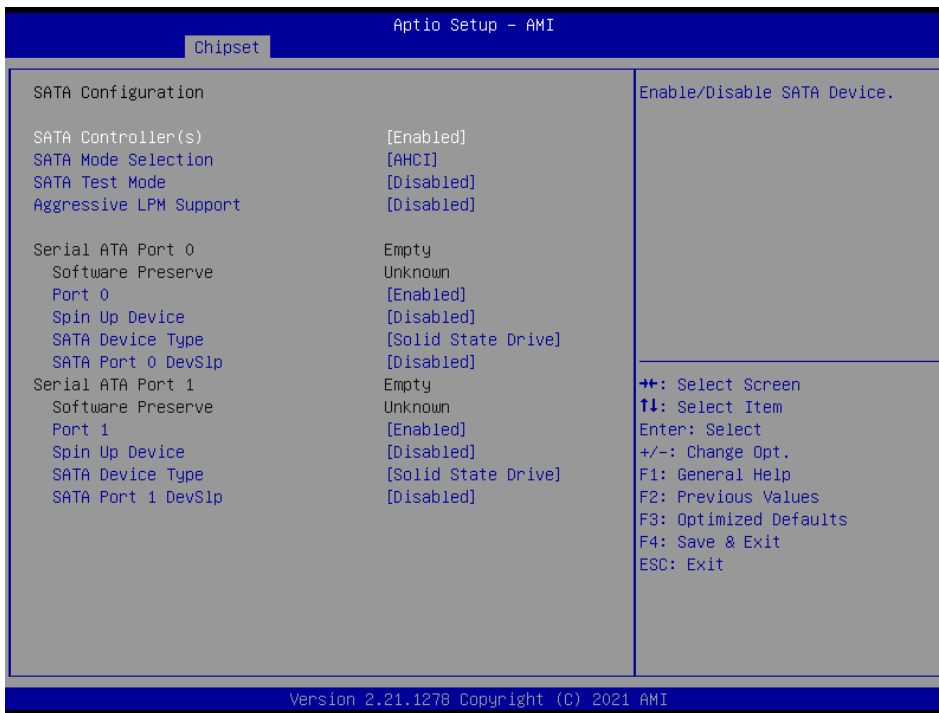 Aptio Setup – AMI
Chipset
SATA Configuration
SATA Controller(s) [Enabled]
SATA Mode Selection [AHCI]
SATA Test Mode [Disabled]
Aggressive LPM Support [Disabled]
Serial ATA Port 0 Empty
Software Preserve Unknown
Port 0 [Enabled]
Spin Up Device [Disabled]
SATA Device Type [Solid State Drive]
SATA Port 0 DevSlp [Disabled]
Serial ATA Port 1 Empty
Software Preserve Unknown
Port 1 [Enabled]
Spin Up Device [Disabled]
SATA Device Type [Solid State Drive]
SATA Port 1 DevSlp [Disabled]
Enable/Disable SATA Device.
→←: Select Screen
↑↓: Select Item
Enter: Select
+/-: Change Opt.
F1: General Help
F2: Previous Values
F3: Optimized Defaults
F4: Save & Exit
ESC: Exit
Version 2.21.1278 Copyright (C) 2021 AMI